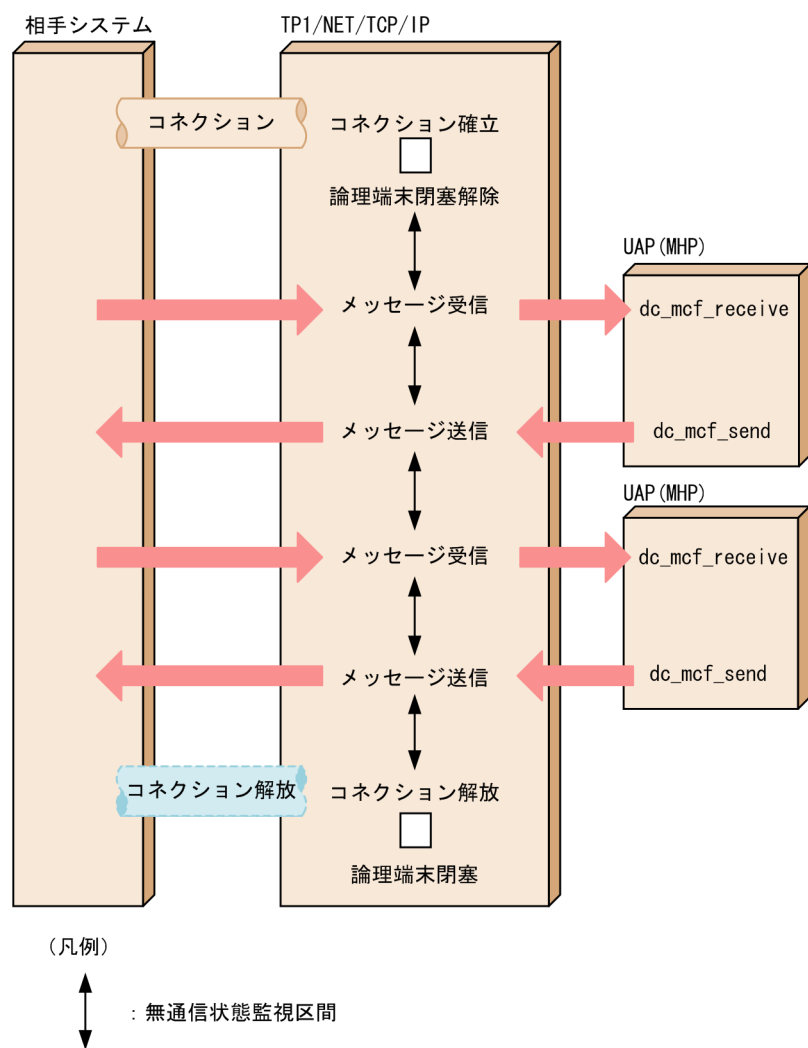 相手システム
TP1/NET/TCP/IP
コネクション
コネクション確立
論理端末閉塞解除
UAP(MHP)
メッセージ受信
dc_mcf_receive
メッセージ送信
dc_mcf_send
UAP(MHP)
メッセージ受信
dc_mcf_receive
メッセージ送信
dc_mcf_send
コネクション解放
コネクション解放
論理端末閉塞
(凡例)
:無通信状態監視区間